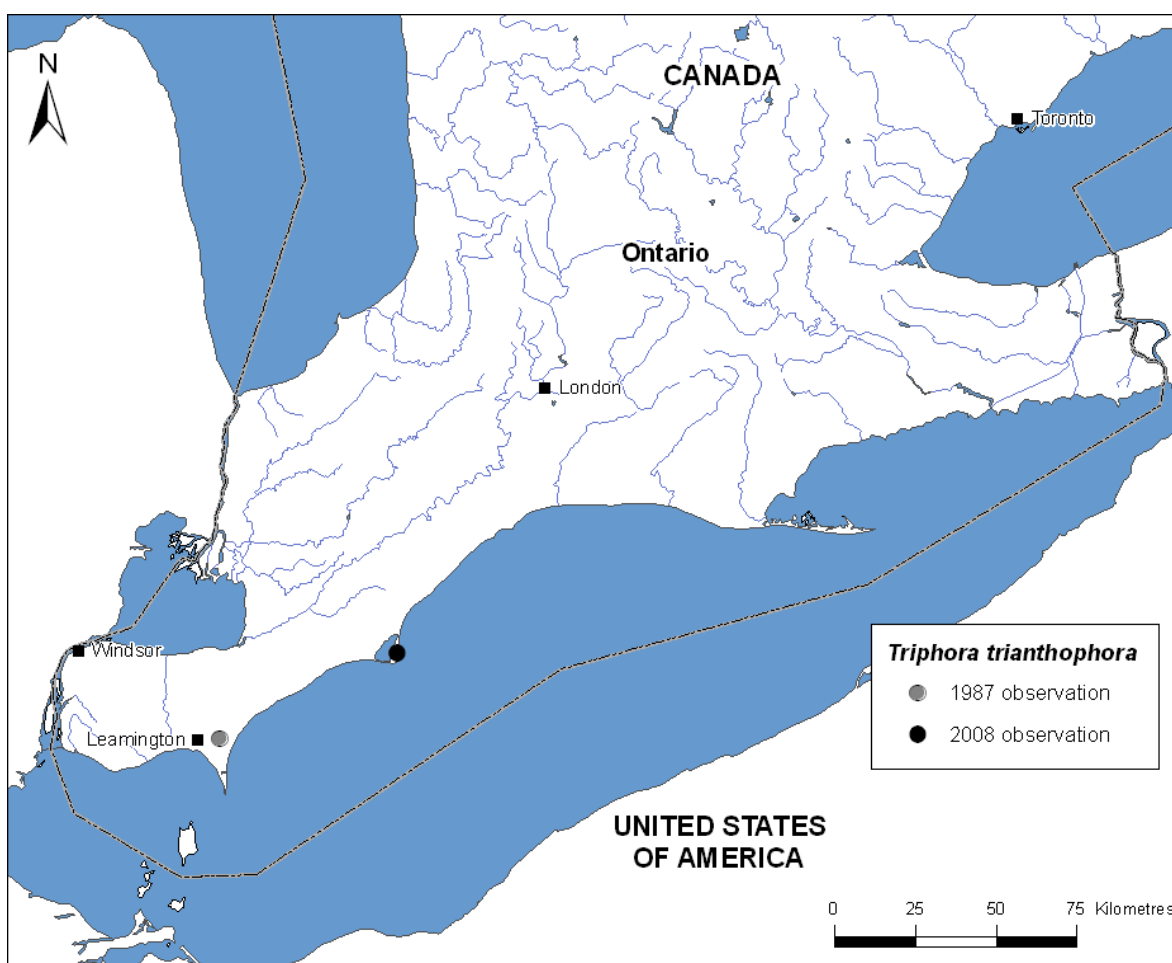 N
CANADA
Toronto
Ontario
London
Windsor
Leamington
Triphora trianthophora
1987 observation
2008 observation
UNITED STATES
OF AMERICA
0 25 50 75 Kilometres